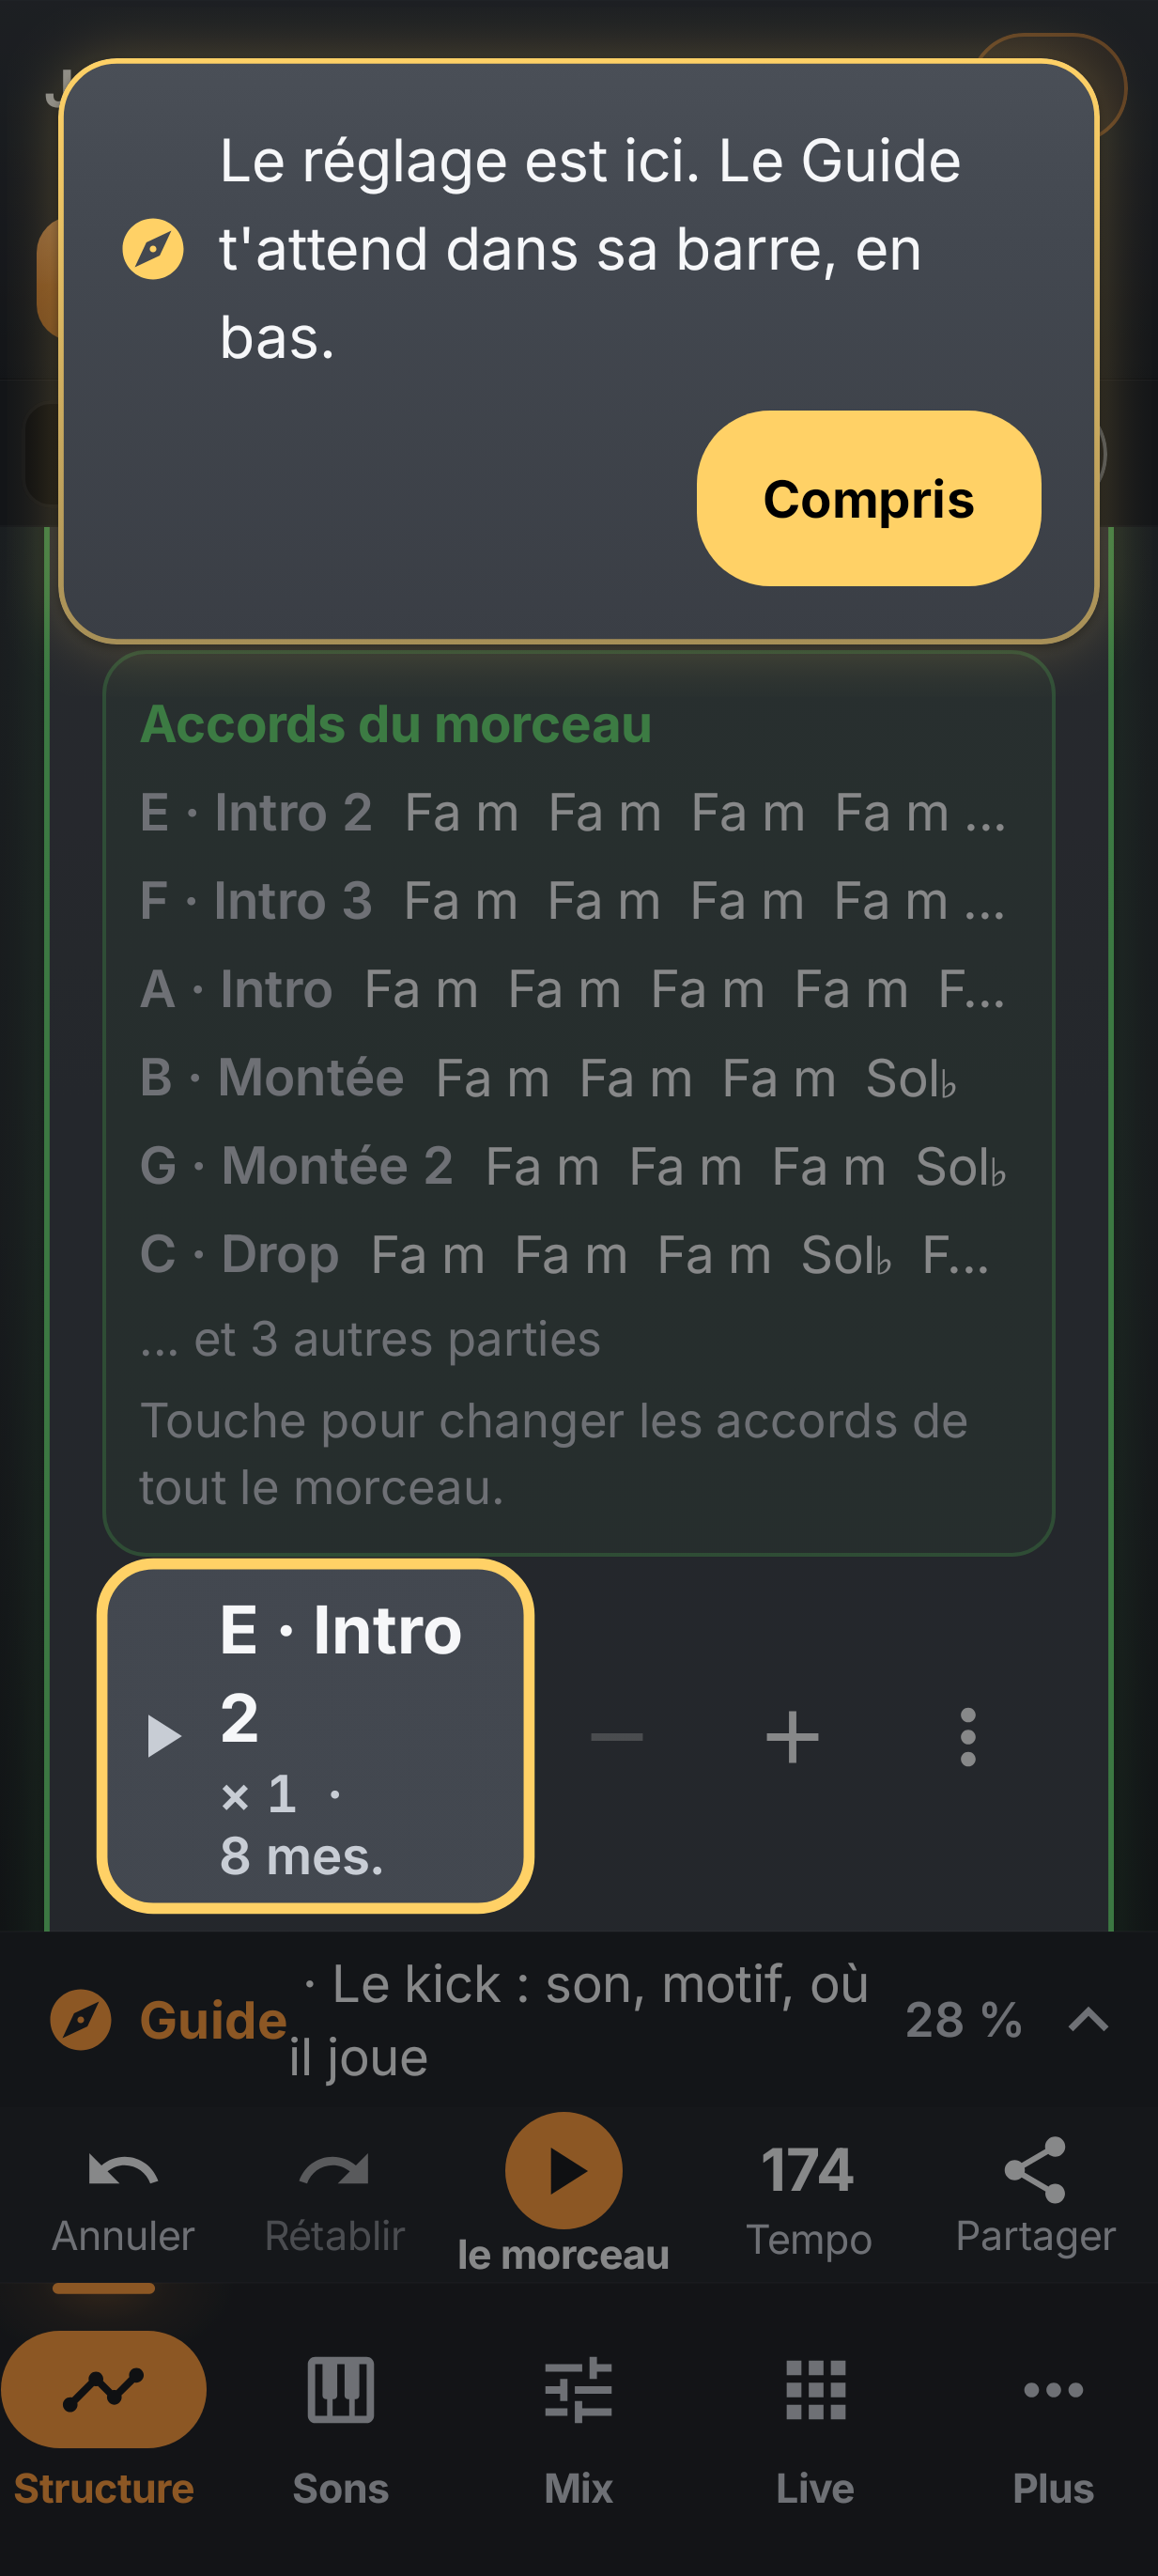 J
Le réglage est ici. Le Guide
t'attend dans sa barre, en
bas.
Compris
Accords du morceau
E · Intro 2 Fa m Fa m Fa m Fa m ...
F · Intro 3 Fa m Fa m Fa m Fa m ...
A · Intro Fa m Fa m Fa m Fa m F...
B · Montée Fa m Fa m Fa m Sol♭
G · Montée 2 Fa m Fa m Fa m Sol♭
C · Drop Fa m Fa m Fa m Sol♭ F...
... et 3 autres parties
Touche pour changer les accords de
tout le morceau.
E · Intro
2
× 1 ·
8 mes.
Guide · Le kick : son, motif, où
il joue
28 %
Annuler
Rétablir
le morceau
174
Tempo
Partager
Structure
Sons
Mix
Live
Plus